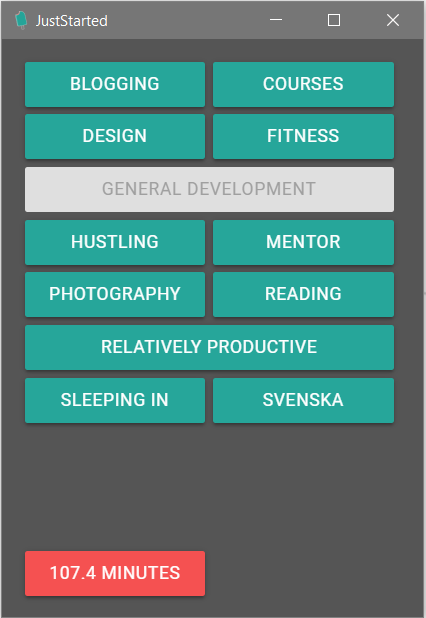 JustStarted
BLOGGING COURSES
DESIGN FITNESS
GENERAL DEVELOPMENT
HUSTLING MENTOR
PHOTOGRAPHY READING
RELATIVELY PRODUCTIVE
SLEEPING IN SVENSKA
107.4 MINUTES